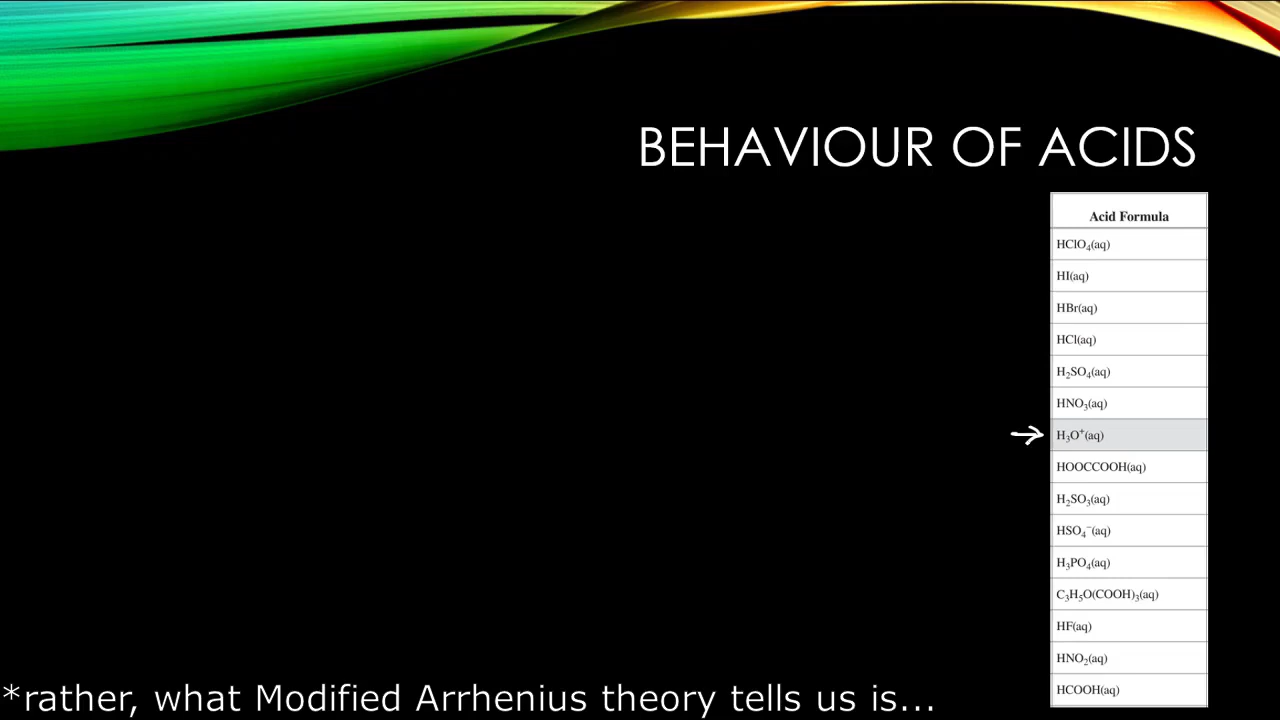 BEHAVIOUR OF ACIDS
Acid Formula
HClO₄(aq)
HI(aq)
HBr(aq)
HCl(aq)
H₂SO₄(aq)
HNO₃(aq)
→ H₃O⁺(aq)
HOOCCOOH(aq)
H₂SO₃(aq)
HSO₄⁻(aq)
H₃PO₄(aq)
C₃H₅O(COOH)₃(aq)
HF(aq)
HNO₂(aq)
HCOOH(aq)
*rather, what Modified Arrhenius theory tells us is...